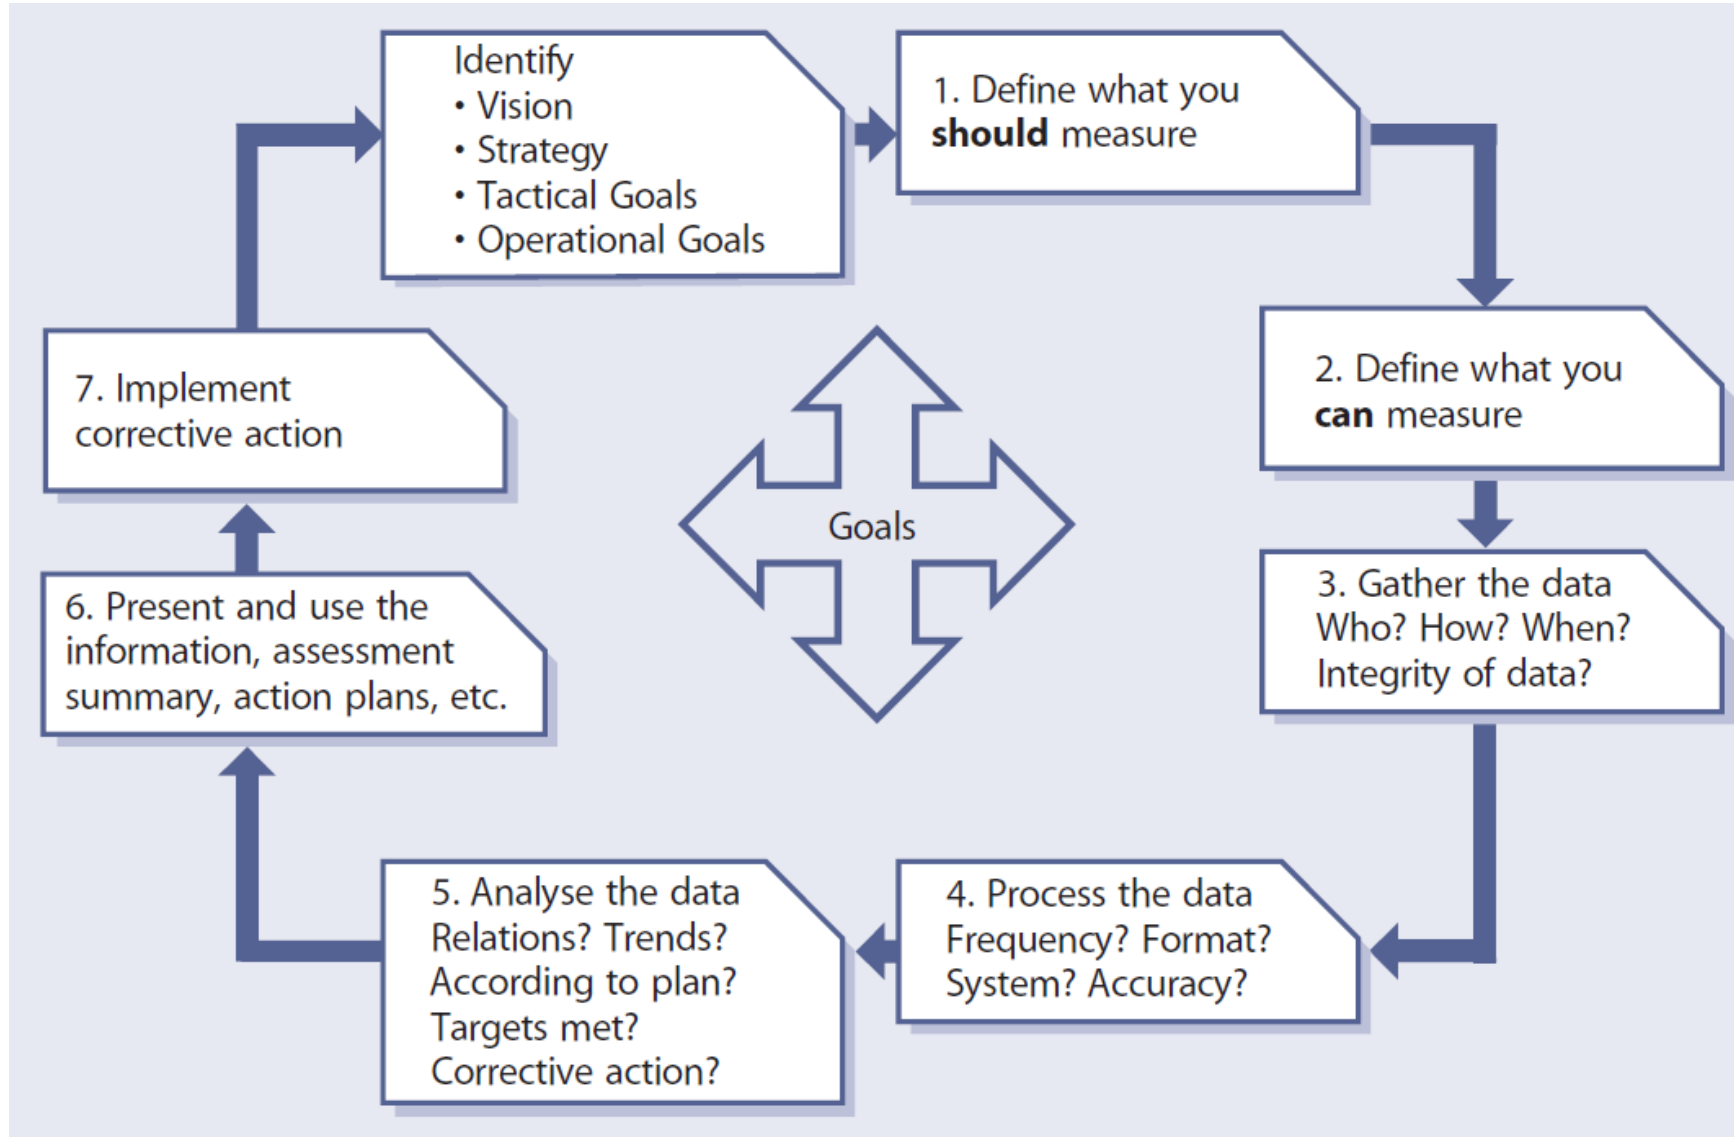 Identify
• Vision
• Strategy
• Tactical Goals
• Operational Goals
1. Define what you
should measure
2. Define what you
can measure
3. Gather the data
Who? How? When?
Integrity of data?
4. Process the data
Frequency? Format?
System? Accuracy?
5. Analyse the data
Relations? Trends?
According to plan?
Targets met?
Corrective action?
6. Present and use the
information, assessment
summary, action plans, etc.
7. Implement
corrective action
Goals